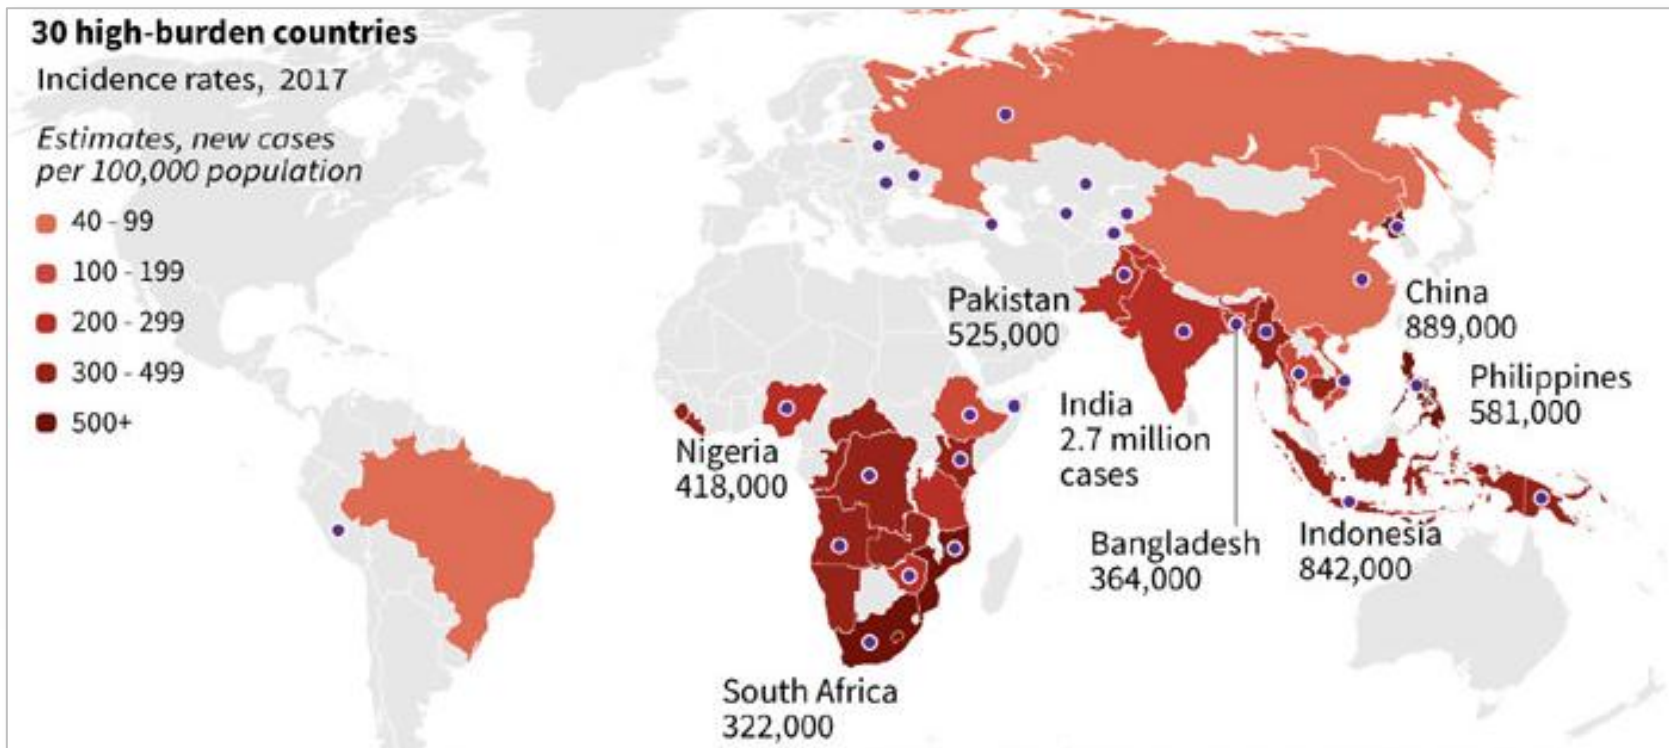 30 high-burden countries
Incidence rates, 2017
Estimates, new cases
per 100,000 population
40 - 99
100 - 199
200 - 299
300 - 499
500+
Pakistan
525,000
China
889,000
Philippines
581,000
India
2.7 million
cases
Nigeria
418,000
Bangladesh
364,000
Indonesia
842,000
South Africa
322,000